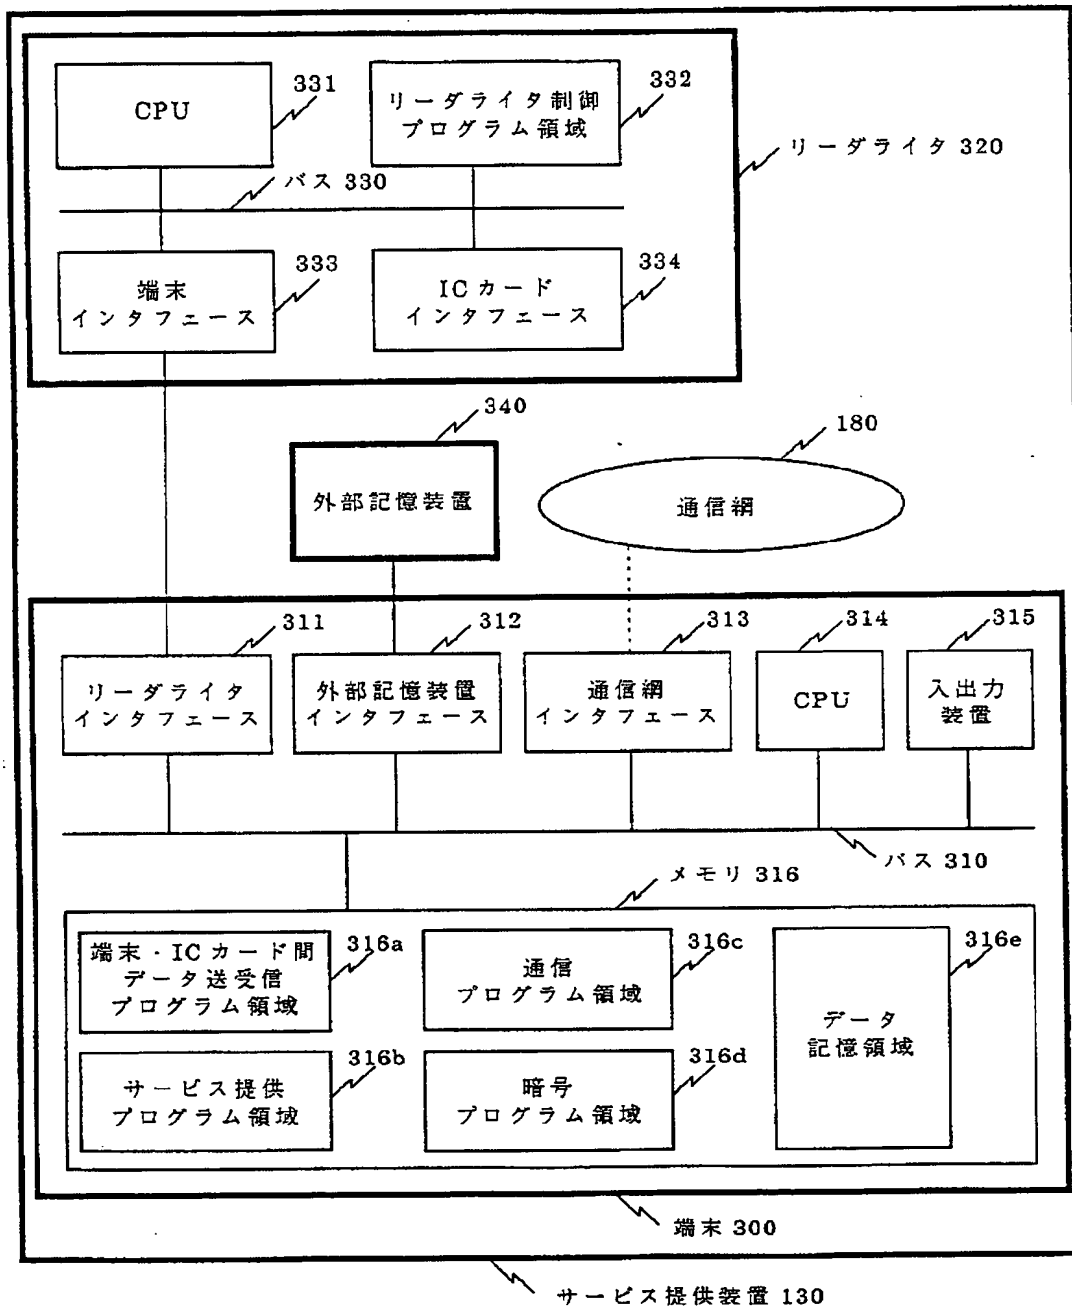 CPU
331
リーダライタ制御
プログラム領域
332
リーダライタ 320
バス 330
端末
インタフェース
333
ICカード
インタフェース
334
340
外部記憶装置
180
通信網
311
リーダライタ
インタフェース
312
外部記憶装置
インタフェース
313
通信網
インタフェース
314
CPU
315
入出力
装置
バス 310
メモリ 316
端末・ICカード間
データ送受信
プログラム領域
316a
通信
プログラム領域
316c
データ
記憶領域
316e
サービス提供
プログラム領域
316b
暗号
プログラム領域
316d
端末 300
サービス提供装置 130